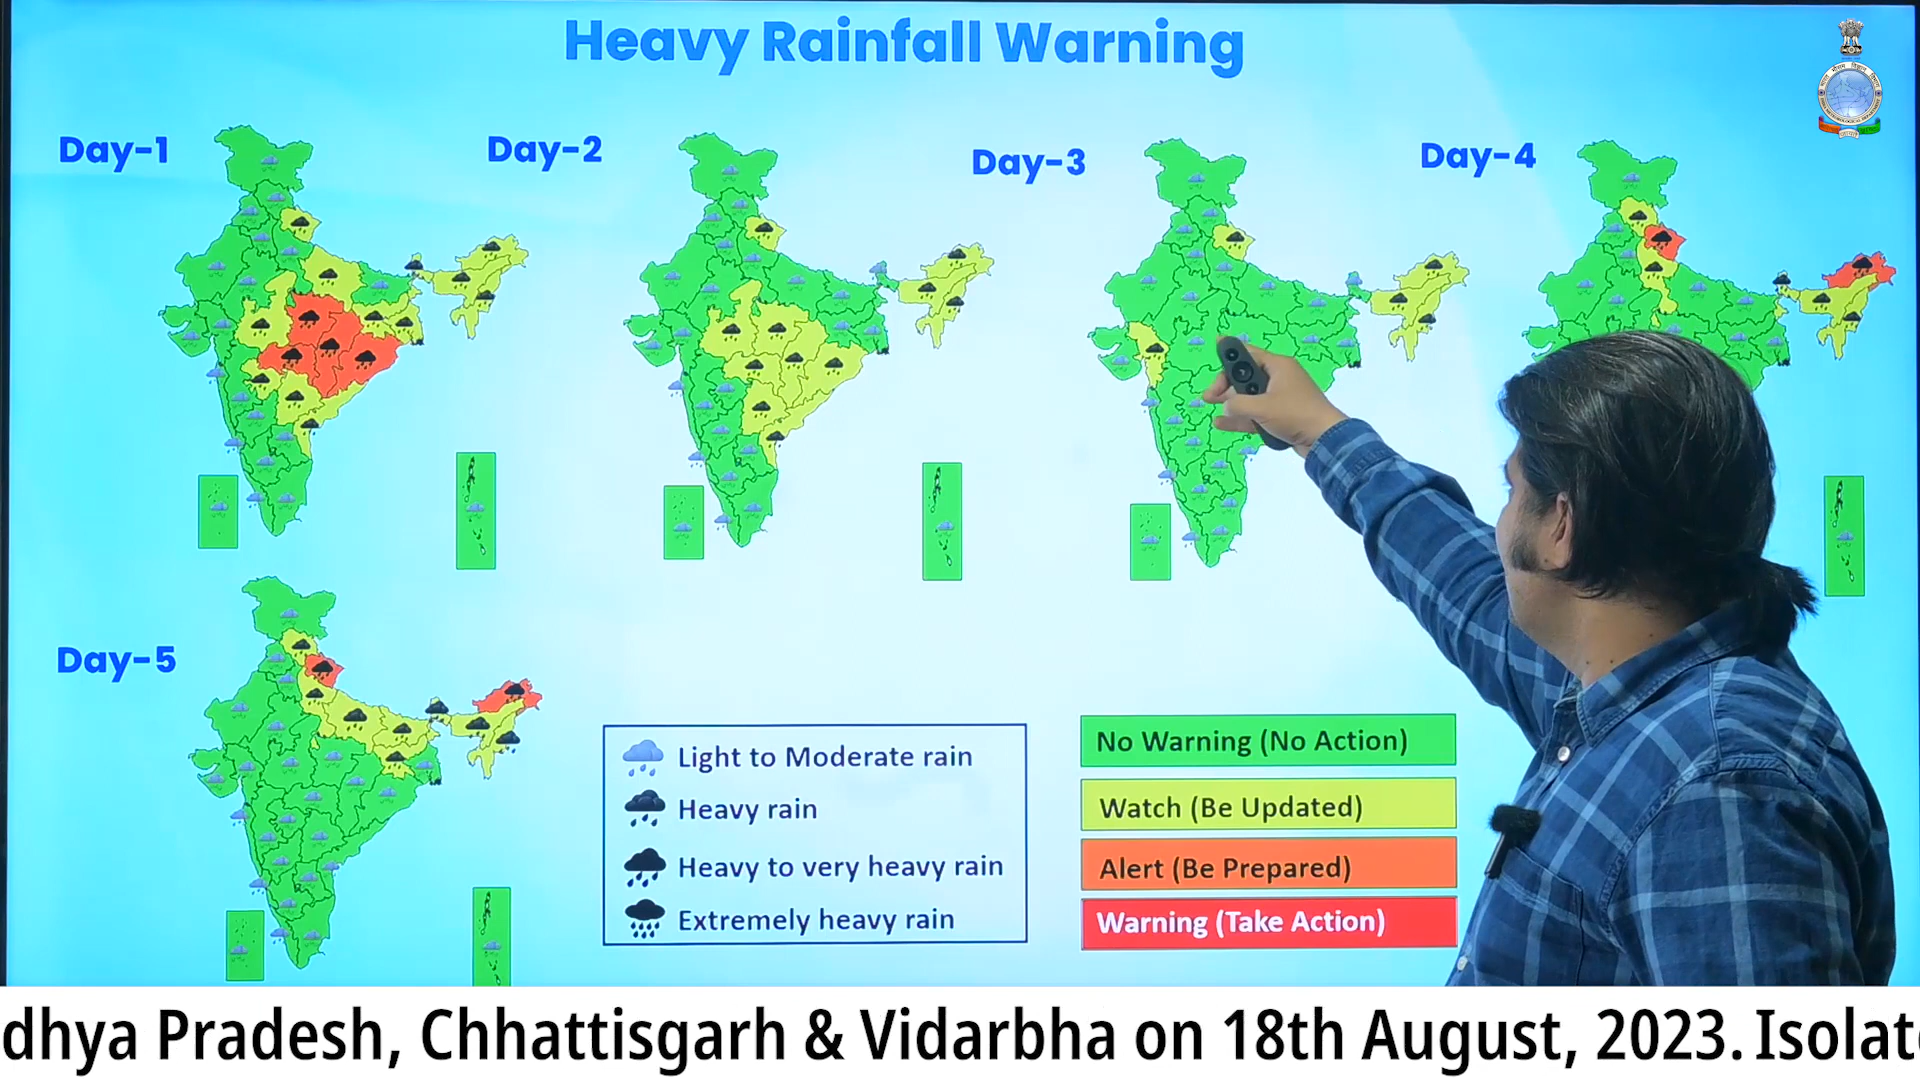 Heavy Rainfall Warning
Day-1
Day-2
Day-3
Day-4
Day-5
Light to Moderate rain
Heavy rain
Heavy to very heavy rain
Extremely heavy rain
No Warning (No Action)
Watch (Be Updated)
Alert (Be Prepared)
Warning (Take Action)
dhya Pradesh, Chhattisgarh & Vidarbha on 18th August, 2023. Isolat